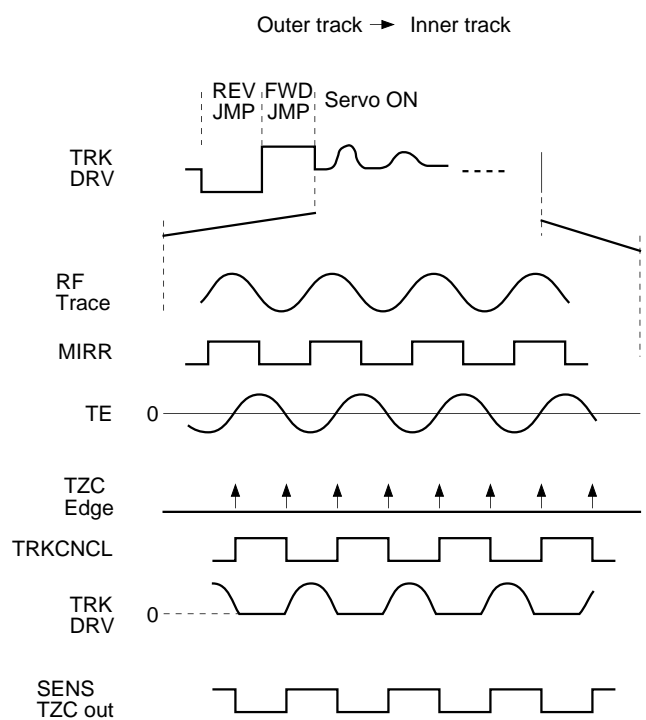 Outer track → Inner track
REV JMP
FWD JMP
Servo ON
TRK DRV
RF Trace
MIRR
TE
0
TZC Edge
TRKCNCL
TRK DRV
0
SENS TZC out